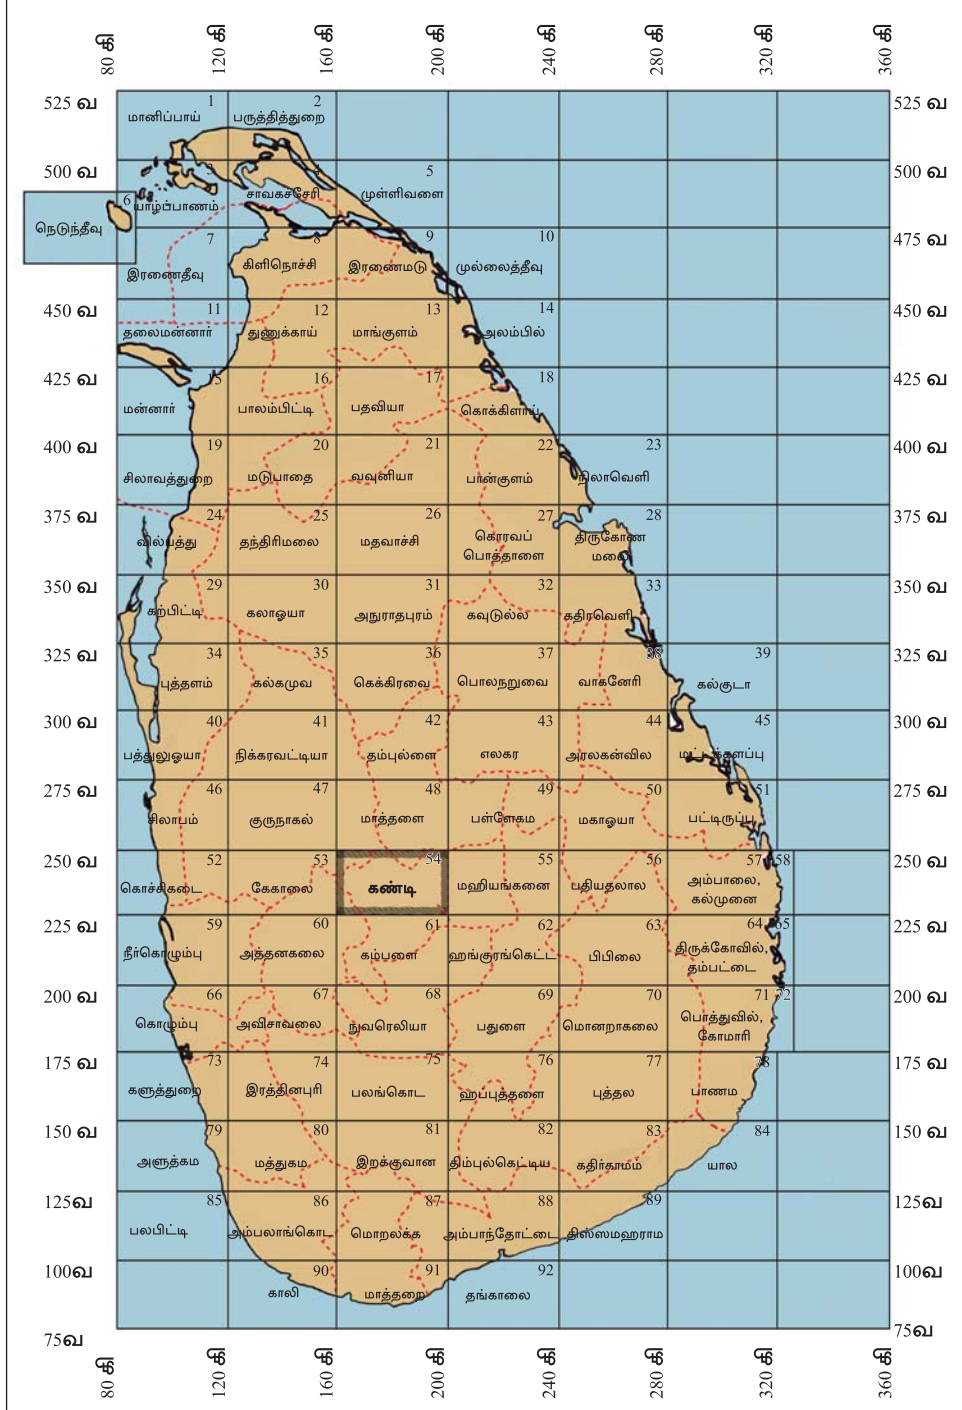 80 கி 120 கி 160 கி 200 கி 240 கி 280 கி 320 கி 360 கி
525 வ 525 வ
1 2
மானிப்பாய் பருத்தித்துறை
500 வ 3 4 5 500 வ
சாவகச்சேரி முள்ளிவளை
6 யாழ்ப்பாணம்
நெடுந்தீவு
475 வ 7 8 9 10 475 வ
இரணைதீவு கிளிநொச்சி இரணைமடு முல்லைத்தீவு
450 வ 11 12 13 14 450 வ
தலைமன்னார் துணுக்காய் மாங்குளம் அலம்பில்
425 வ 15 16 17 18 425 வ
மன்னார் பாலம்பிட்டி பதவியா கொக்கிளாய்
400 வ 19 20 21 22 23 400 வ
சிலாவத்துறை மடுபாதை வவுனியா பான்குளம் நிலாவெளி
375 வ 24 25 26 27 28 375 வ
வில்பத்து தந்திரிமலை மதவாச்சி கொரவப் திருகோண
பொத்தாளை மலை
350 வ 29 30 31 32 33 350 வ
கற்பிட்டி கலாஓயா அநுராதபுரம் கவுடுல்ல கதிரவெளி
325 வ 34 35 36 37 38 39 325 வ
புத்தளம் கல்கமுவ கெக்கிரவை பொலநறுவை வாகனேரி கல்குடா
300 வ 40 41 42 43 44 45 300 வ
பத்துலுஓயா நிக்கரவட்டியா தம்புல்ளை எலகர அரலகன்வில மட்டக்களப்பு
275 வ 46 47 48 49 50 51 275 வ
சிலாபம் குருநாகல் மாத்தளை பள்ளேகம மகாஓயா பட்டிருப்பு
250 வ 52 53 54 55 56 57 58 250 வ
கொச்சிகடை கேகாலை கண்டி மஹியங்கனை பதியதலால அம்பாலை,
கல்முனை
225 வ 59 60 61 62 63 64 65 225 வ
நீர்கொழும்பு அத்தனகலை கம்பளை ஹங்குரங்கெட்ட பிபிலை திருக்கோவில்,
தம்பட்டை
200 வ 66 67 68 69 70 71 72 200 வ
கொழும்பு அவிசாவலை நுவரெலியா பதுளை மொனறாகலை பொத்துவில்,
கோமாரி
175 வ 73 74 75 76 77 78 175 வ
களுத்துறை இரத்தினபுரி பலங்கொட ஹப்புத்தளை புத்தல பாணம
150 வ 79 80 81 82 83 84 150 வ
அளுத்கம மத்துகம இறக்குவான திம்புல்கெட்டிய கதிர்காமம் யால
125வ 85 86 87 88 89 125வ
பலபிட்டி அம்பலாங்கொட மொறலக்க அம்பாந்தோட்டை திஸ்ஸமஹராம
100வ 90 91 92 100வ
காலி மாத்தறை தங்காலை
75வ 75வ
80 கி 120 கி 160 கி 200 கி 240 கி 280 கி 320 கி 360 கி